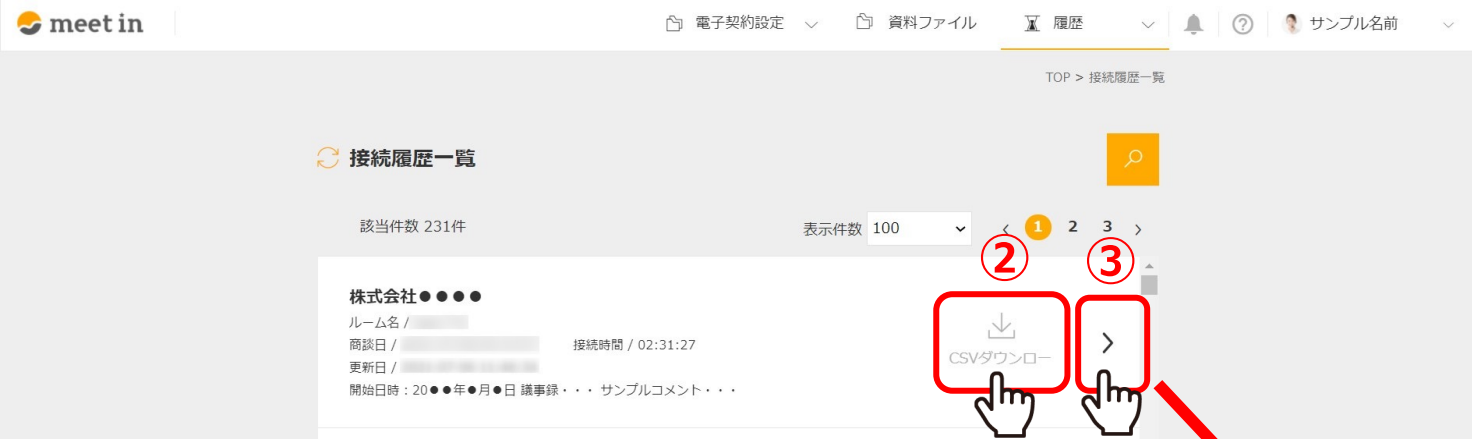 meet in
電子契約設定
資料ファイル
履歴
サンプル名前
TOP > 接続履歴一覧
接続履歴一覧
該当件数 231件
表示件数 100
< 1 2 3 >
② ③
株式会社●●●●
ルーム名 /
商談日 / 接続時間 / 02:31:27
更新日 /
開始日時：20●●年●月●日 議事録・・・ サンプルコメント・・・
CSVダウンロー